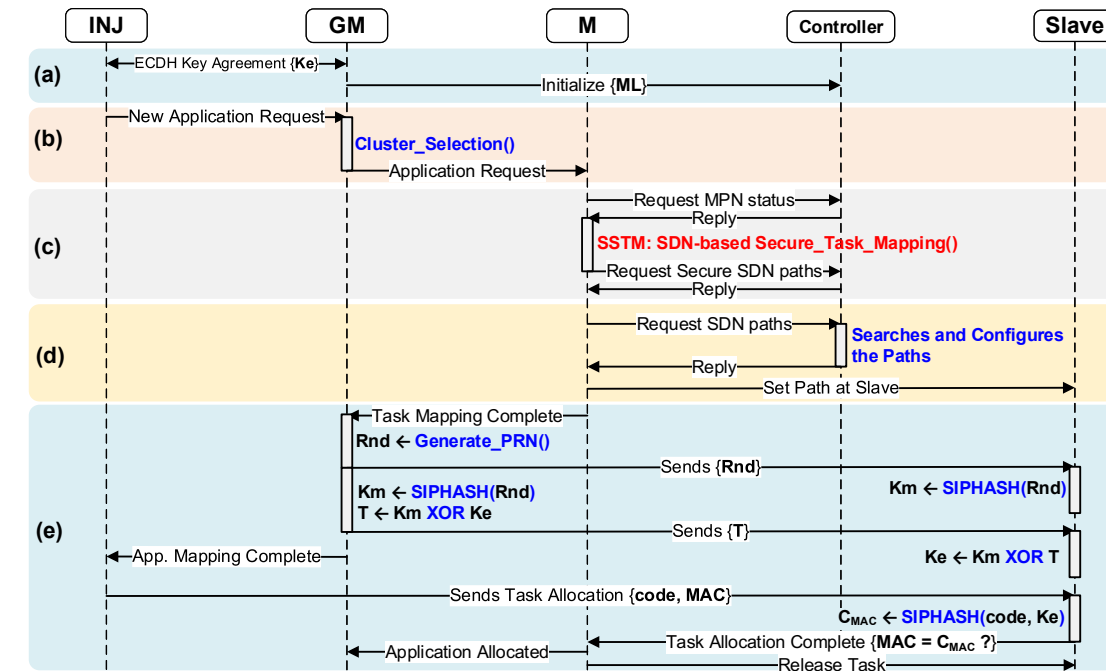 INJ
GM
M
Controller
Slave
(a)
ECDH Key Agreement {Ke}
Initialize {ML}
(b)
New Application Request
Cluster_Selection()
Application Request
(c)
Request MPN status
Reply
SSTM: SDN-based Secure_Task_Mapping()
Request Secure SDN paths
Reply
(d)
Request SDN paths
Searches and Configures
the Paths
Reply
Set Path at Slave
(e)
Task Mapping Complete
Rnd ← Generate_PRN()
Sends {Rnd}
Km ← SIPHASH(Rnd)
Km ← SIPHASH(Rnd)
T ← Km XOR Ke
Sends {T}
App. Mapping Complete
Ke ← Km XOR T
Sends Task Allocation {code, MAC}
CMAC ← SIPHASH(code, Ke)
Task Allocation Complete {MAC = CMAC ?}
Application Allocated
Release Task